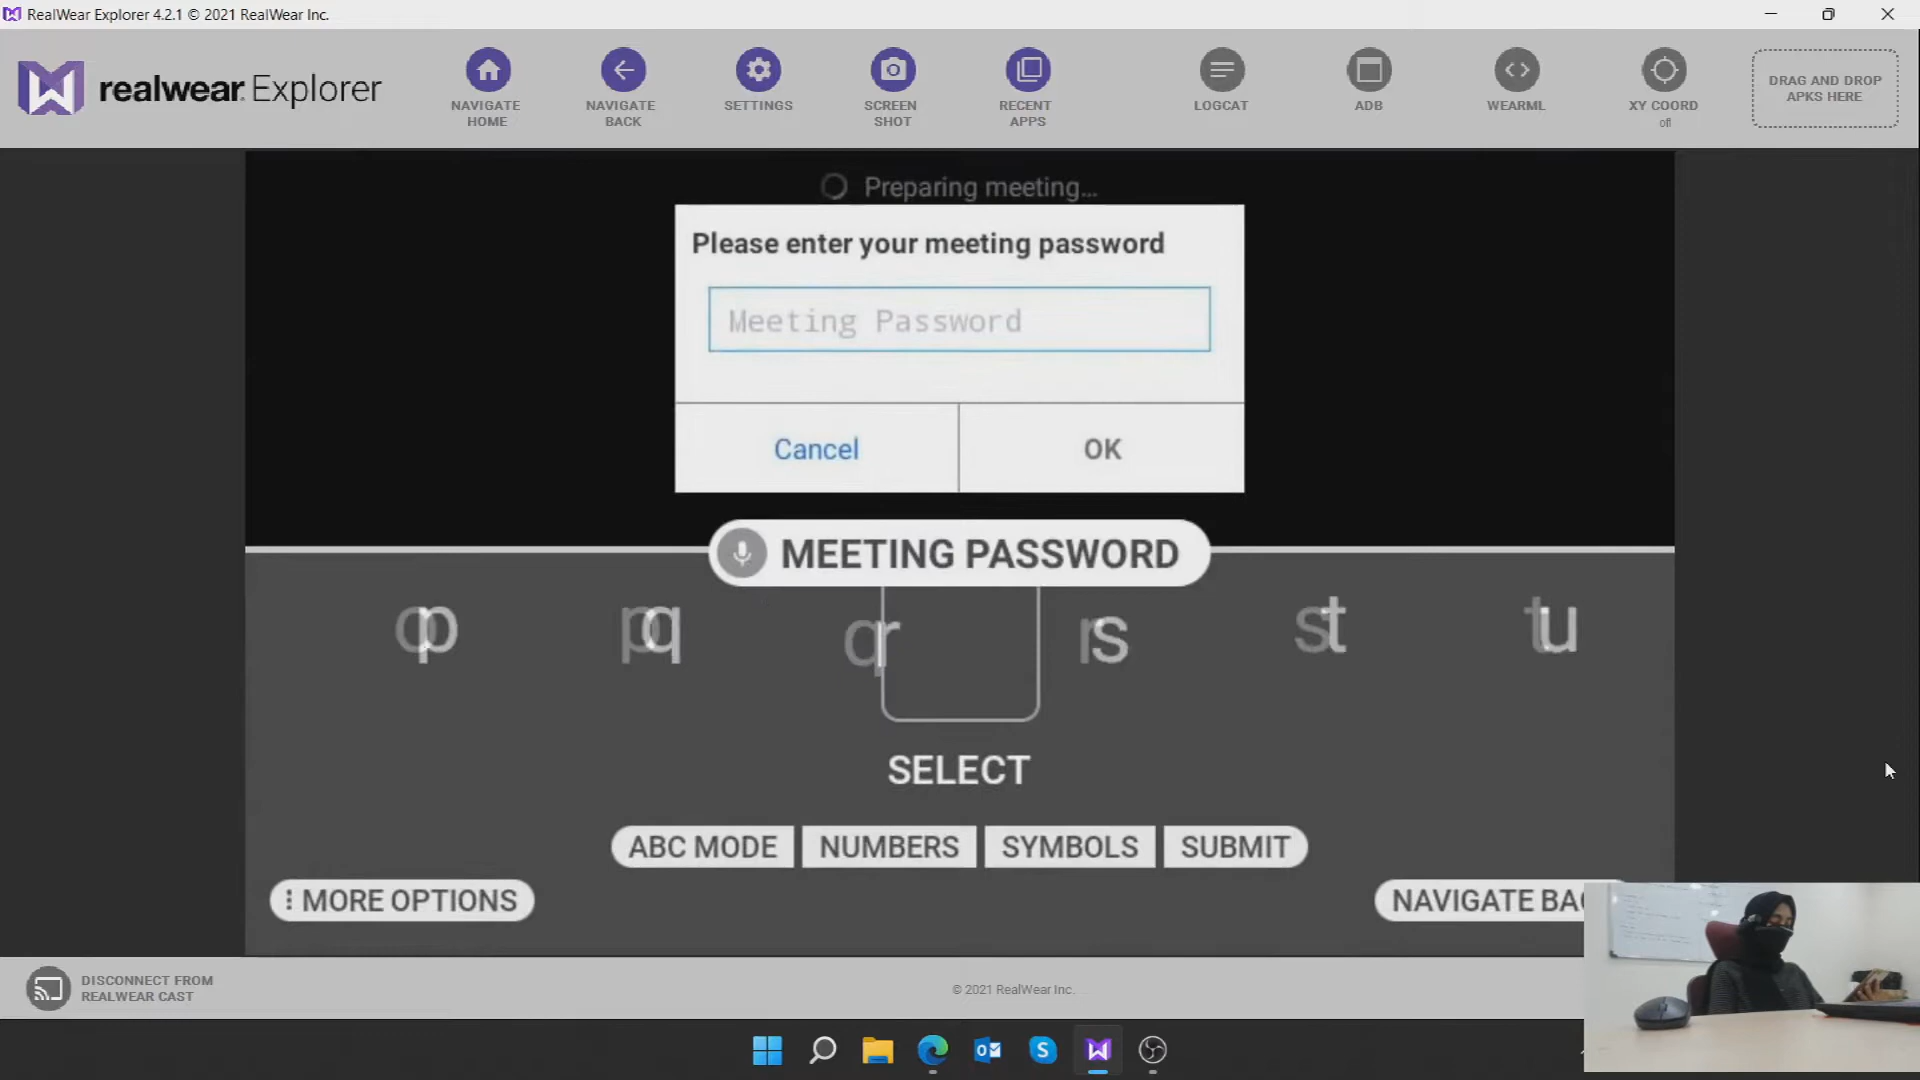 RealWear Explorer 4.2.1 © 2021 RealWear Inc.
realwear Explorer
NAVIGATE
HOME
NAVIGATE
BACK
SETTINGS
SCREEN
SHOT
RECENT
APPS
LOGCAT
ADB
WEARML
XY COORD
off
DRAG AND DROP
APKS HERE
Preparing meeting...
Please enter your meeting password
Meeting Password
Cancel
OK
MEETING PASSWORD
p q r s t u
SELECT
ABC MODE NUMBERS SYMBOLS SUBMIT
MORE OPTIONS
NAVIGATE BAC
DISCONNECT FROM
REALWEAR CAST
© 2021 RealWear Inc.